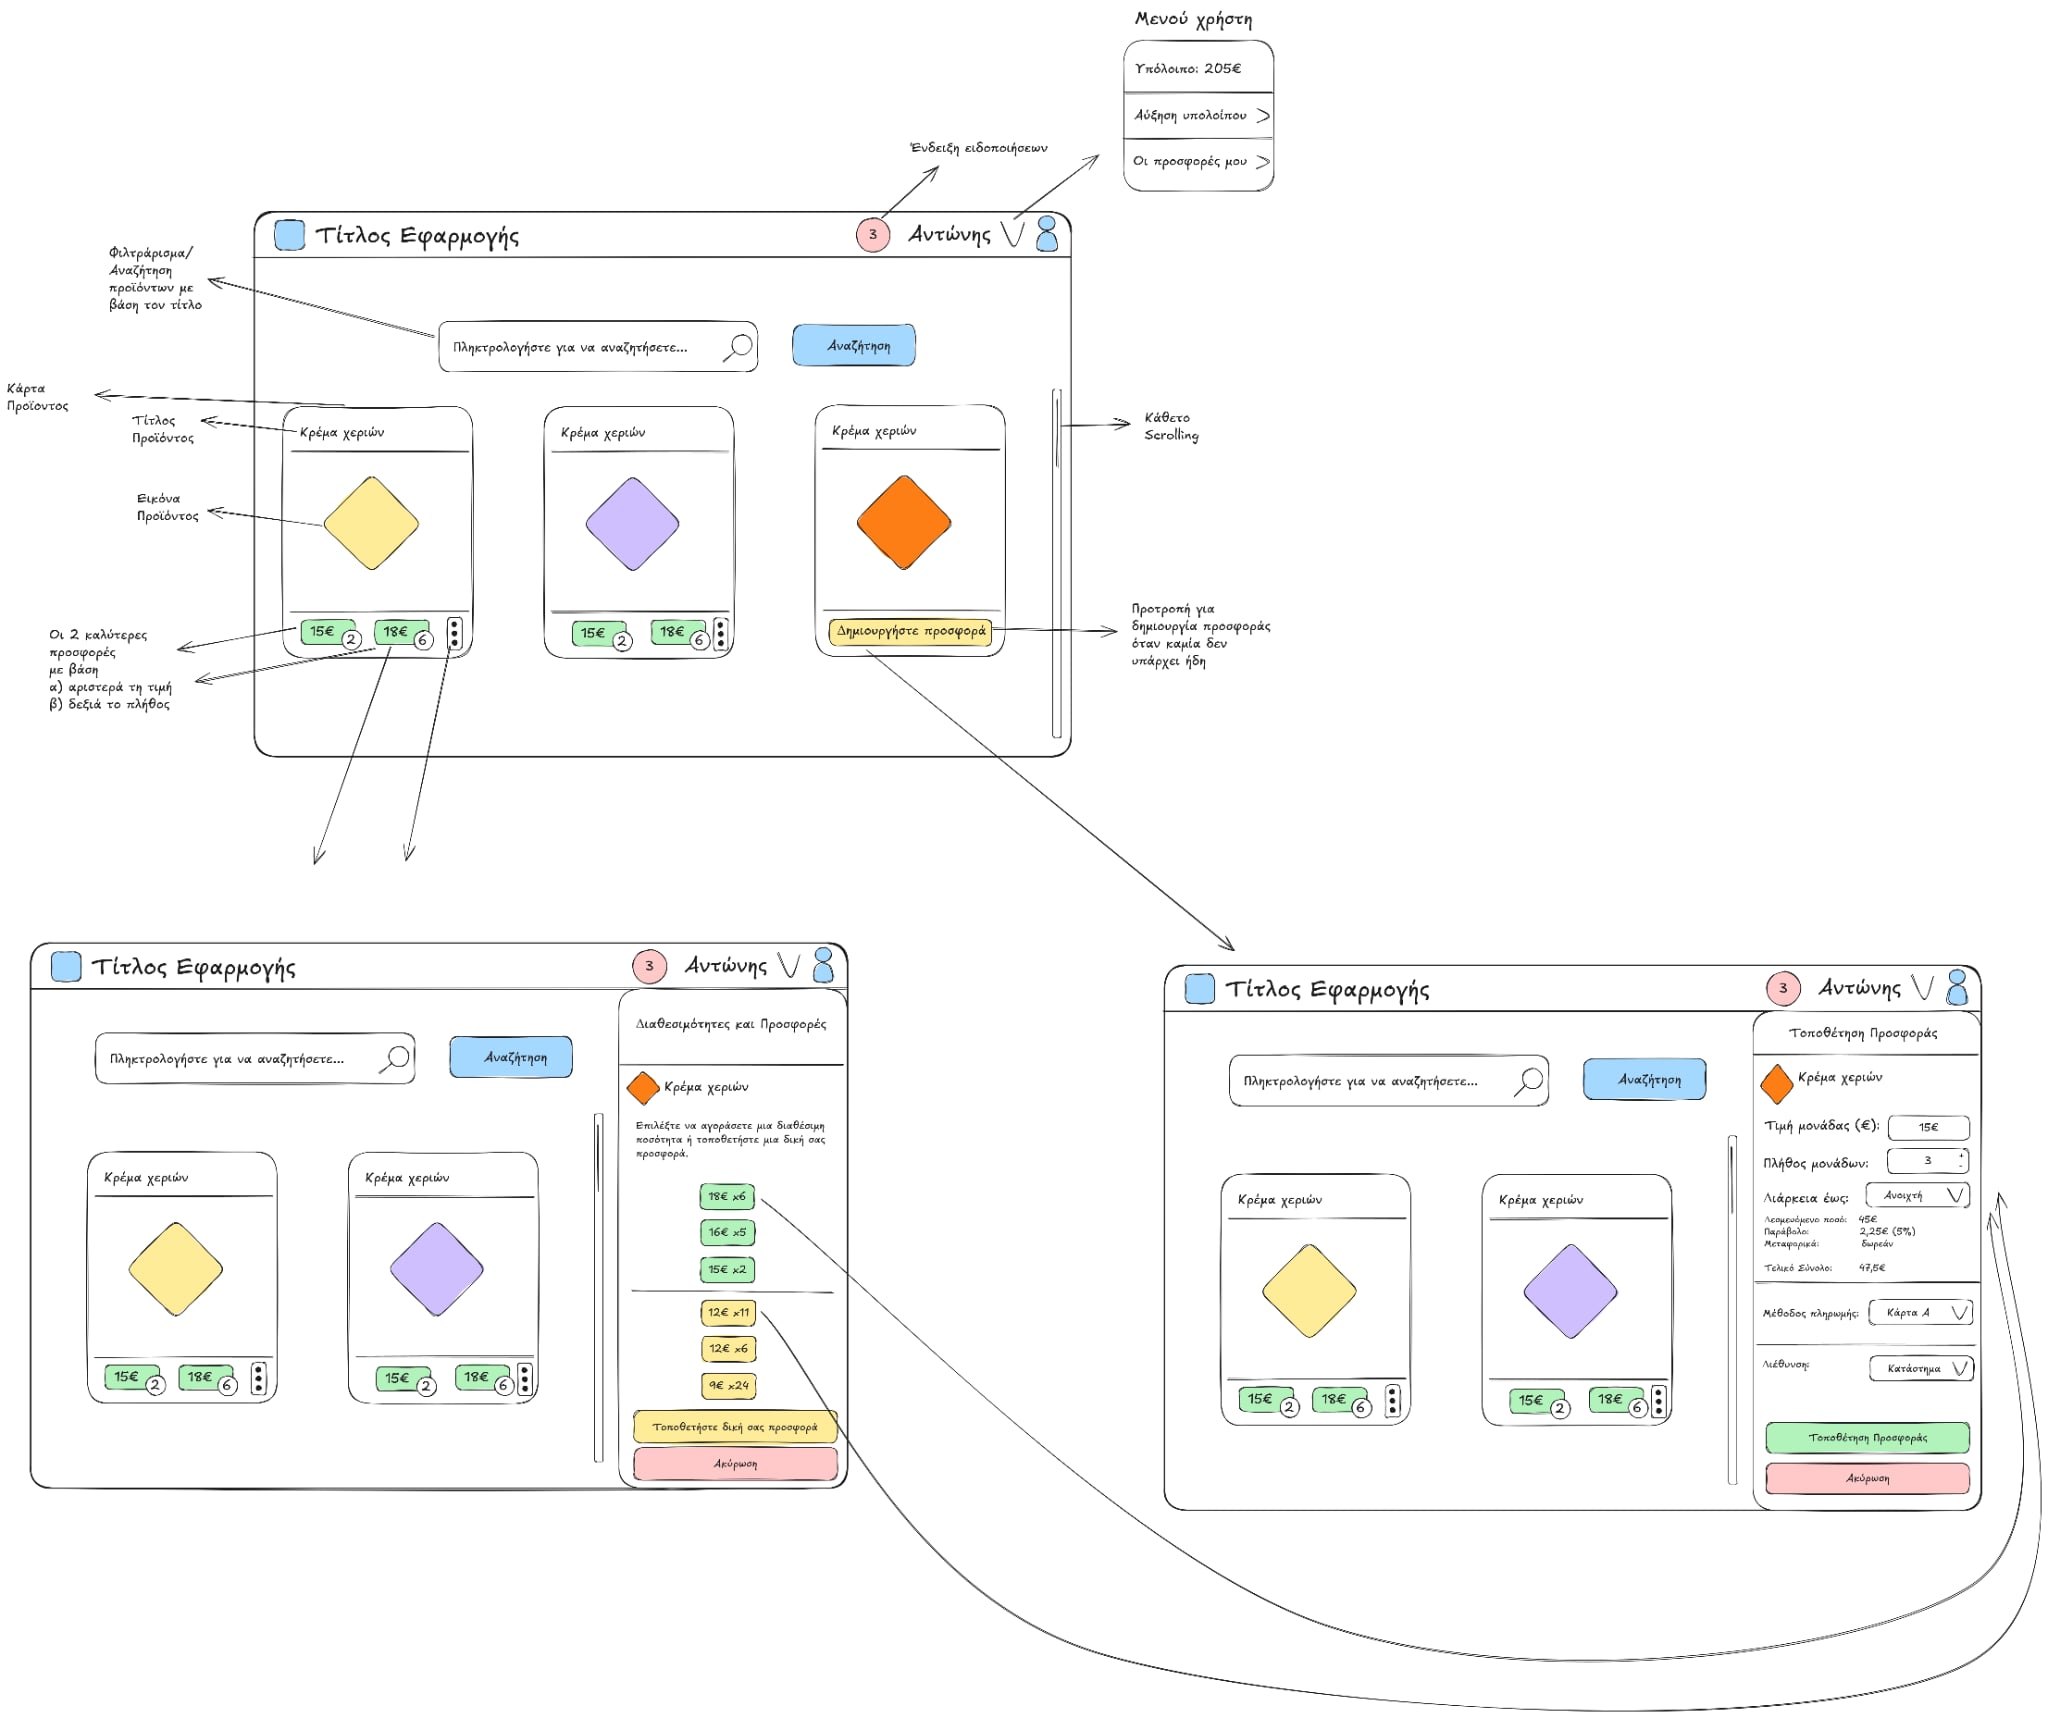 Μενού χρήστη
Υπόλοιπο: 205€
Αύξηση υπολοίπου
Οι προσφορές μου
Ένδειξη ειδοποιήσεων
Τίτλος Εφαρμογής
3
Αντώνης
Φιλτράρισμα/
Αναζήτηση
προϊόντων με
βάση τον τίτλο
Πληκτρολογήστε για να αναζητήσετε...
Αναζήτηση
Κάρτα
Προϊοντος
Τίτλος
Προϊόντος
Κρέμα χεριών
Κρέμα χεριών
Κρέμα χεριών
Κάθετο
Scrolling
Εικόνα
Προϊόντος
Οι 2 καλύτερες
προσφορές
με βάση
α) αριστερά τη τιμή
β) δεξιά το πλήθος
15€ 2
18€ 6
15€ 2
18€ 6
Δημιουργήστε προσφορά
Προτροπή για
δημιουργία προσφοράς
όταν καμία δεν
υπάρχει ήδη
Τίτλος Εφαρμογής
3
Αντώνης
Πληκτρολογήστε για να αναζητήσετε...
Αναζήτηση
Κρέμα χεριών
Κρέμα χεριών
15€ 2
18€ 6
15€ 2
18€ 6
Διαθεσιμότητες και Προσφορές
Κρέμα χεριών
Επιλέξτε να αγοράσετε μια διαθέσιμη
ποσότητα ή τοποθετήστε μια δική σας
προσφορά.
18€ x6
16€ x5
15€ x2
12€ x11
12€ x6
9€ x24
Τοποθετήστε δική σας προσφορά
Ακύρωση
Τίτλος Εφαρμογής
3
Αντώνης
Πληκτρολογήστε για να αναζητήσετε...
Αναζήτηση
Κρέμα χεριών
Κρέμα χεριών
15€ 2
18€ 6
15€ 2
18€ 6
Τοποθέτηση Προσφοράς
Κρέμα χεριών
Τιμή μονάδας (€): 15€
Πλήθος μονάδων: 3 + -
Διάρκεια έως: Ανοιχτή
Δεσμευόμενο ποσό: 45€
Παράβολο: 2,25€ (5%)
Μεταφορικά: δωρεάν
Τελικό Σύνολο: 47,5€
Μέθοδος πληρωμής: Κάρτα Α
Διέθυνση: Κατάστημα
Τοποθέτηση Προσφοράς
Ακύρωση